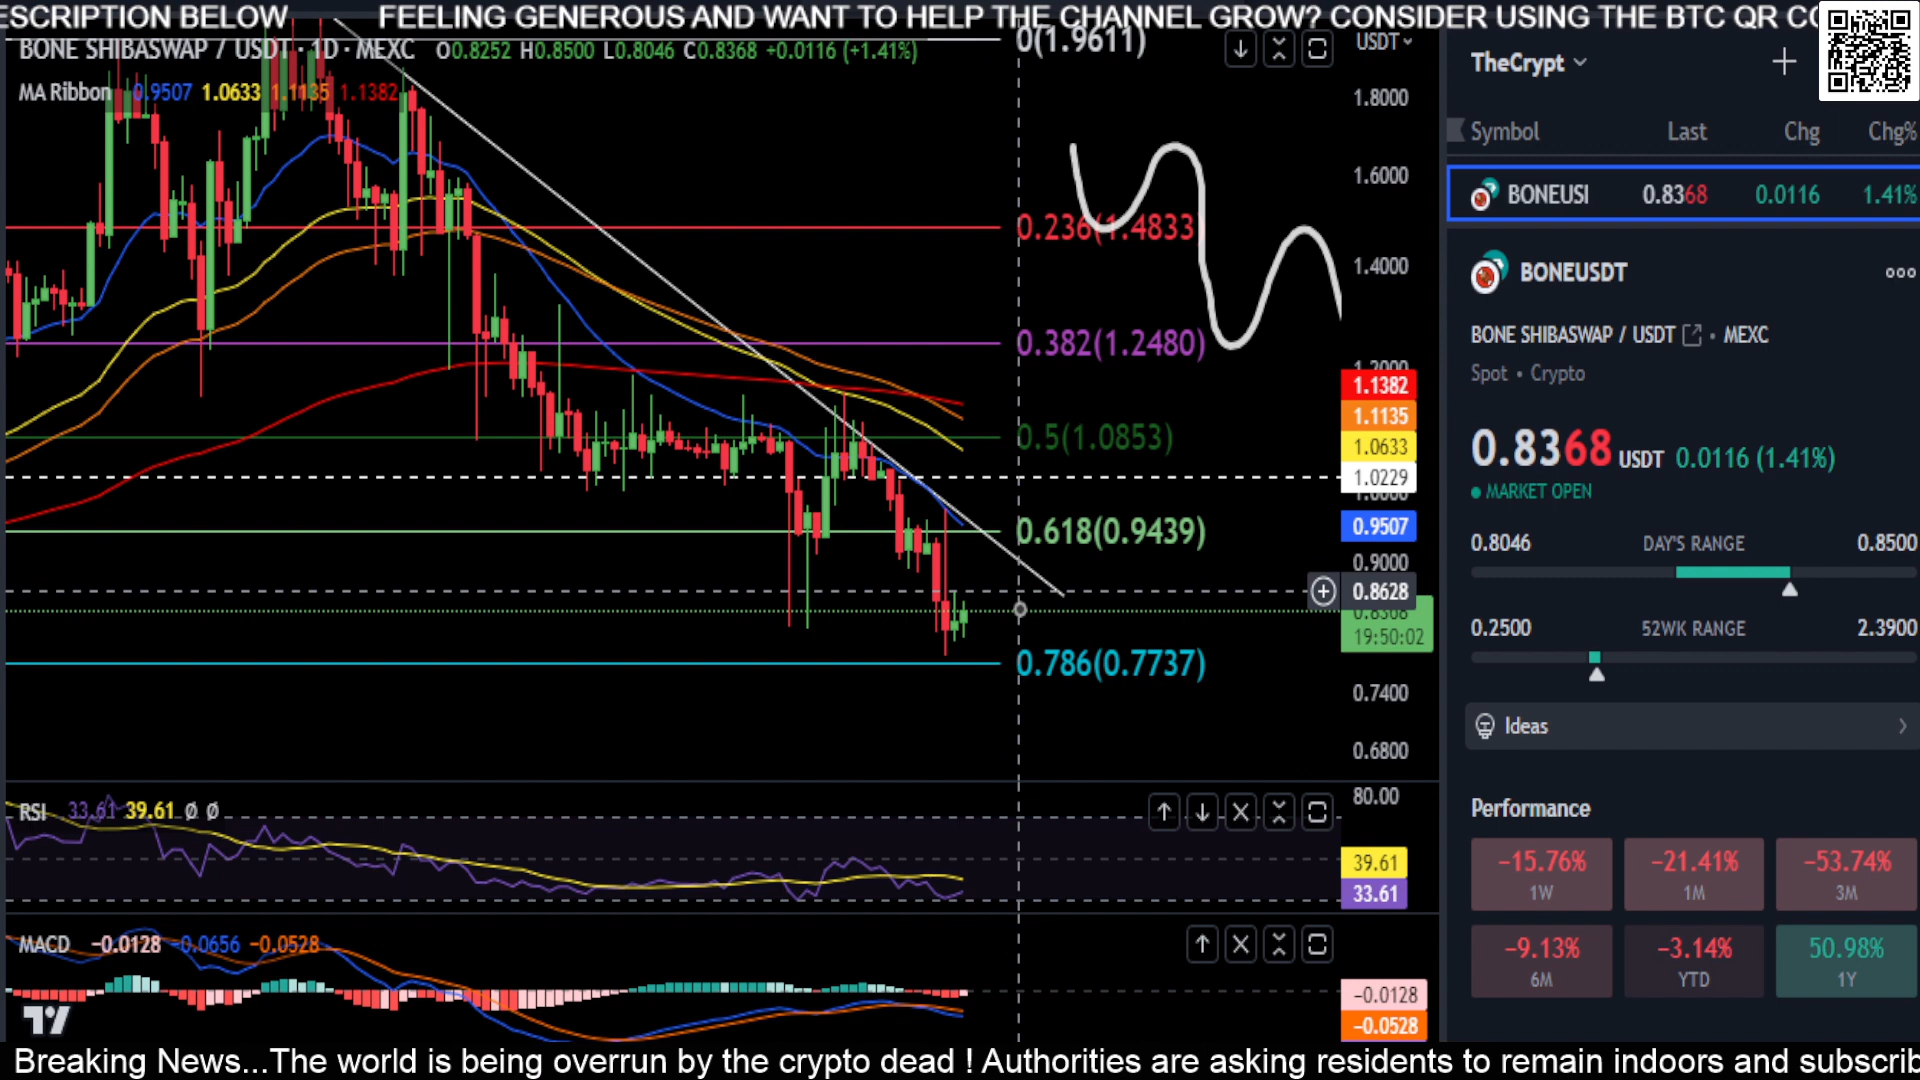 ESCRIPTION BELOW FEELING GENEROUS AND WANT TO HELP THE CHANNEL GROW? CONSIDER USING THE BTC QR CO
BONE SHIBASWAP / USDT · 1D · MEXC O0.8252 H0.8500 L0.8046 C0.8368 +0.0116 (+1.41%)
MA Ribbon 0.9507 1.0633 1.1135 1.1382
0(1.9611)
0.236(1.4833)
0.382(1.2480)
0.5(1.0853)
0.618(0.9439)
0.786(0.7737)
USDT
1.8000
1.6000
1.4000
1.2000
1.1382
1.1135
1.0633
1.0229
1.0000
0.9507
0.9000
0.8628
0.8368
19:50:02
0.7400
0.6800
RSI 33.61 39.61 Ø Ø
80.00
39.61
33.61
MACD −0.0128 −0.0656 −0.0528
−0.0128
−0.0528
TheCrypt
Symbol Last Chg Chg%
BONEUSI 0.8368 0.0116 1.41%
BONEUSDT
BONE SHIBASWAP / USDT · MEXC
Spot • Crypto
0.8368 USDT 0.0116 (1.41%)
MARKET OPEN
0.8046 DAY'S RANGE 0.8500
0.2500 52WK RANGE 2.3900
Ideas
Performance
−15.76% −21.41% −53.74%
1W 1M 3M
−9.13% −3.14% 50.98%
6M YTD 1Y
Breaking News...The world is being overrun by the crypto dead ! Authorities are asking residents to remain indoors and subscrib